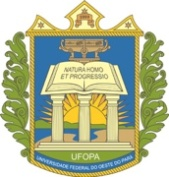 NATURA HOMO
ET PROGRESSIO
UFOPA
UNIVERSIDADE FEDERAL DO OESTE DO PARÁ